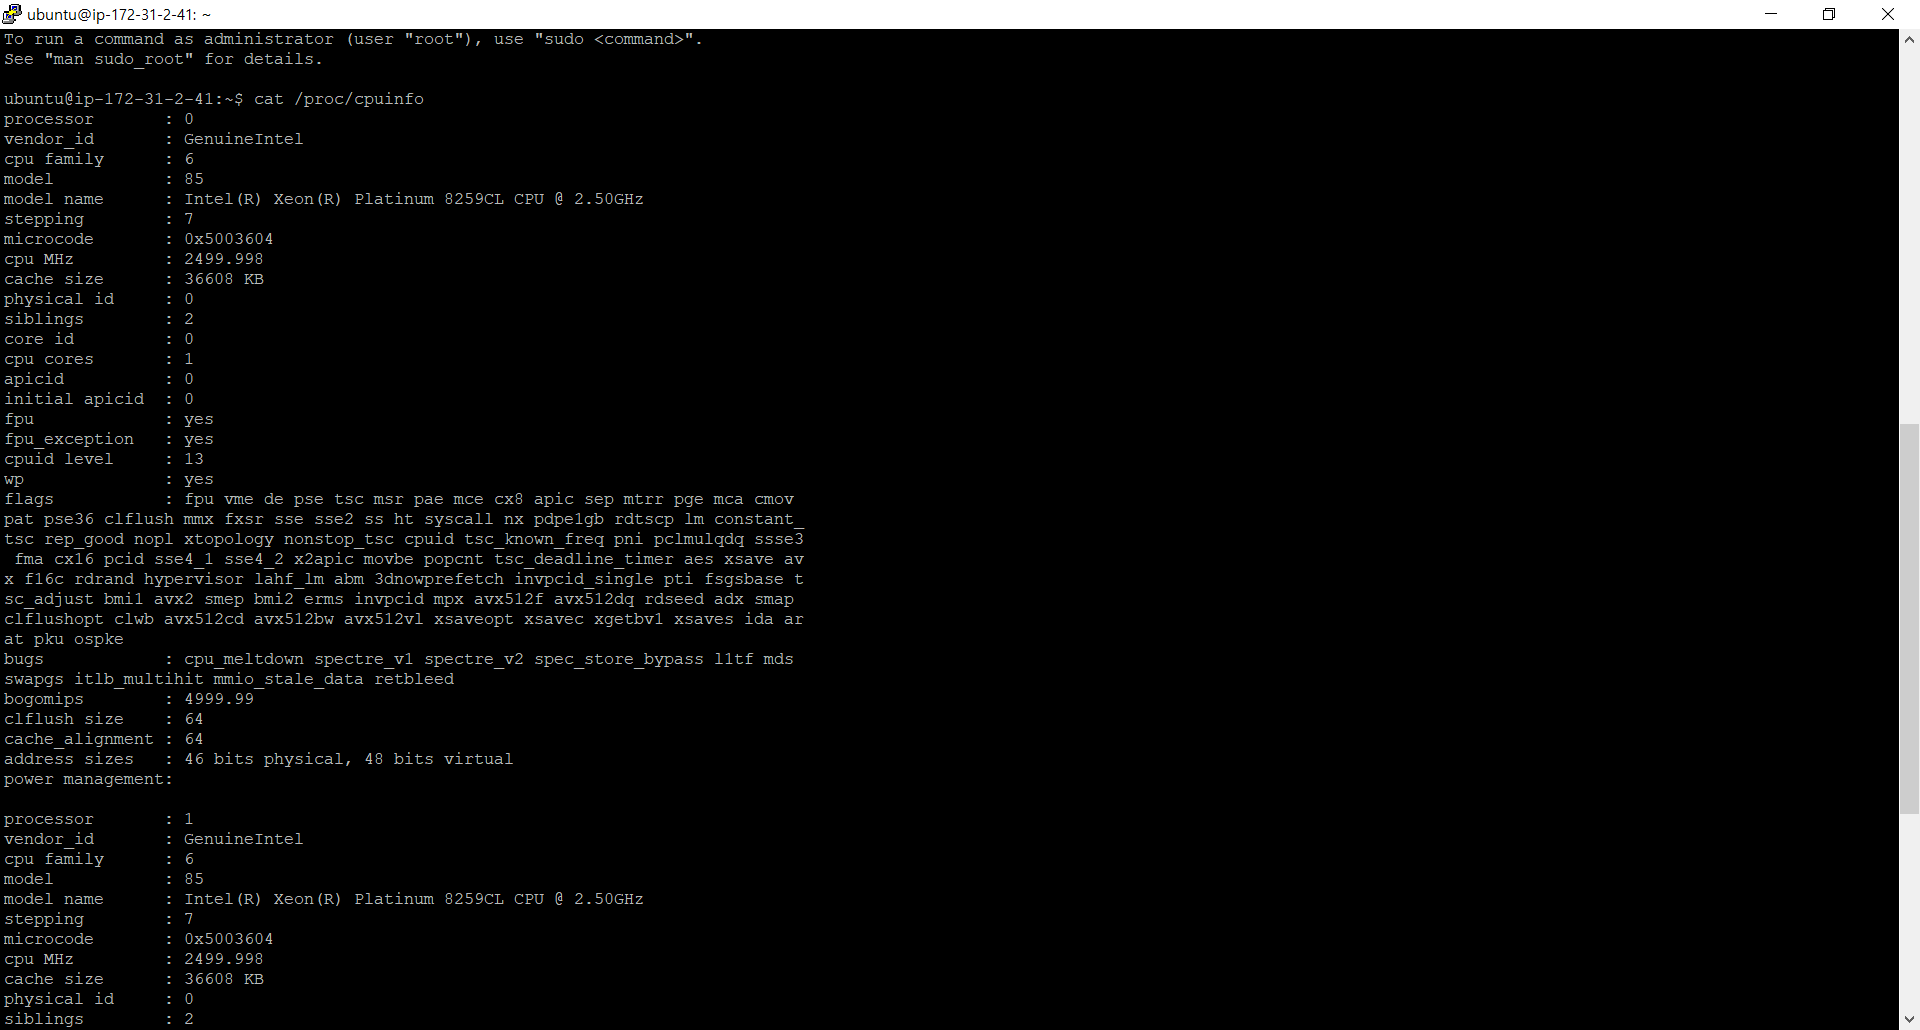 ubuntu@ip-172-31-2-41: ~
To run a command as administrator (user "root"), use "sudo <command>".
See "man sudo_root" for details.
ubuntu@ip-172-31-2-41:~$ cat /proc/cpuinfo
processor : 0
vendor_id : GenuineIntel
cpu family : 6
model : 85
model name : Intel(R) Xeon(R) Platinum 8259CL CPU @ 2.50GHz
stepping : 7
microcode : 0x5003604
cpu MHz : 2499.998
cache size : 36608 KB
physical id : 0
siblings : 2
core id : 0
cpu cores : 1
apicid : 0
initial apicid : 0
fpu : yes
fpu_exception : yes
cpuid level : 13
wp : yes
flags : fpu vme de pse tsc msr pae mce cx8 apic sep mtrr pge mca cmov
pat pse36 clflush mmx fxsr sse sse2 ss ht syscall nx pdpe1gb rdtscp lm constant_
tsc rep_good nopl xtopology nonstop_tsc cpuid tsc_known_freq pni pclmulqdq ssse3
fma cx16 pcid sse4_1 sse4_2 x2apic movbe popcnt tsc_deadline_timer aes xsave av
x f16c rdrand hypervisor lahf_lm abm 3dnowprefetch invpcid_single pti fsgsbase t
sc_adjust bmi1 avx2 smep bmi2 erms invpcid mpx avx512f avx512dq rdseed adx smap
clflushopt clwb avx512cd avx512bw avx512vl xsaveopt xsavec xgetbv1 xsaves ida ar
at pku ospke
bugs : cpu_meltdown spectre_v1 spectre_v2 spec_store_bypass l1tf mds
swapgs itlb_multihit mmio_stale_data retbleed
bogomips : 4999.99
clflush size : 64
cache_alignment : 64
address sizes : 46 bits physical, 48 bits virtual
power management:
processor : 1
vendor_id : GenuineIntel
cpu family : 6
model : 85
model name : Intel(R) Xeon(R) Platinum 8259CL CPU @ 2.50GHz
stepping : 7
microcode : 0x5003604
cpu MHz : 2499.998
cache size : 36608 KB
physical id : 0
siblings : 2